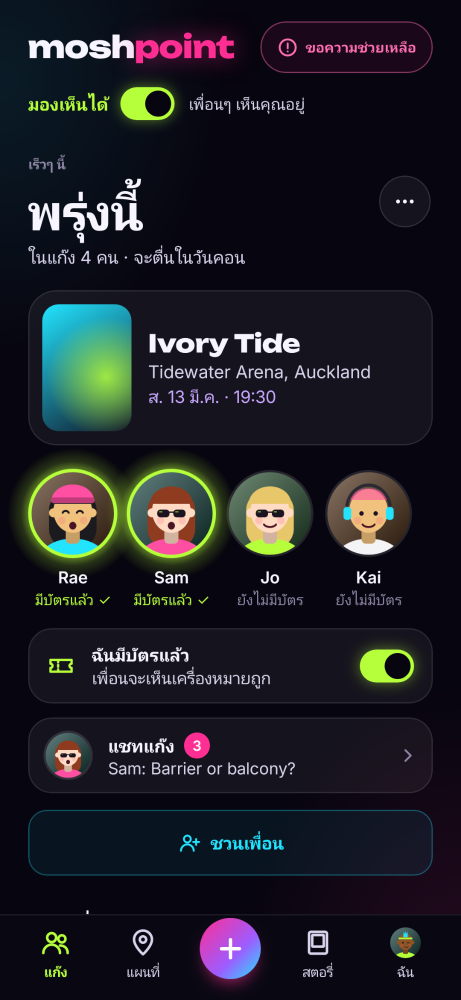 moshpoint
ขอความช่วยเหลือ
มองเห็นได้
เพื่อนๆ เห็นคุณอยู่
เร็วๆ นี้
พรุ่งนี้
ในแก๊ง 4 คน · จะตื่นในวันคอน
Ivory Tide
Tidewater Arena, Auckland
ส. 13 มี.ค. · 19:30
Rae
Sam
Jo
Kai
มีบัตรแล้ว ✓
มีบัตรแล้ว ✓
ยังไม่มีบัตร
ยังไม่มีบัตร
ฉันมีบัตรแล้ว
เพื่อนจะเห็นเครื่องหมายถูก
แชทแก๊ง 3
Sam: Barrier or balcony?
ชวนเพื่อน
แก๊ง
แผนที่
สตอรี่
ฉัน